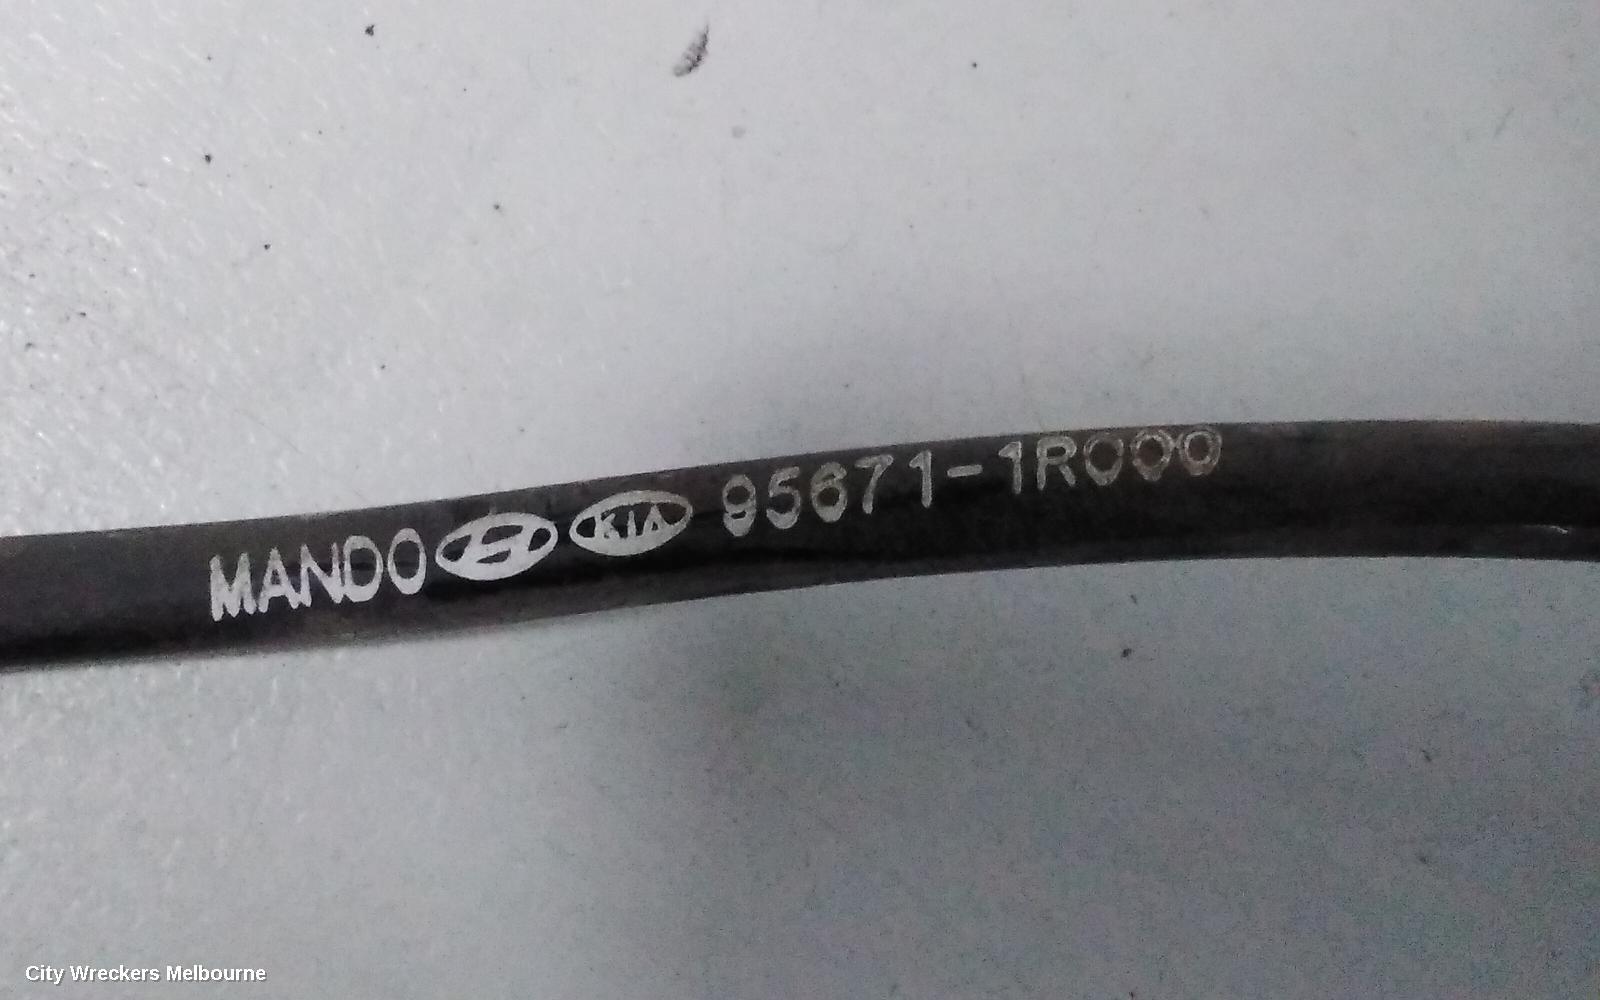 MANDO KIA 95671-1R000
City Wreckers Melbourne